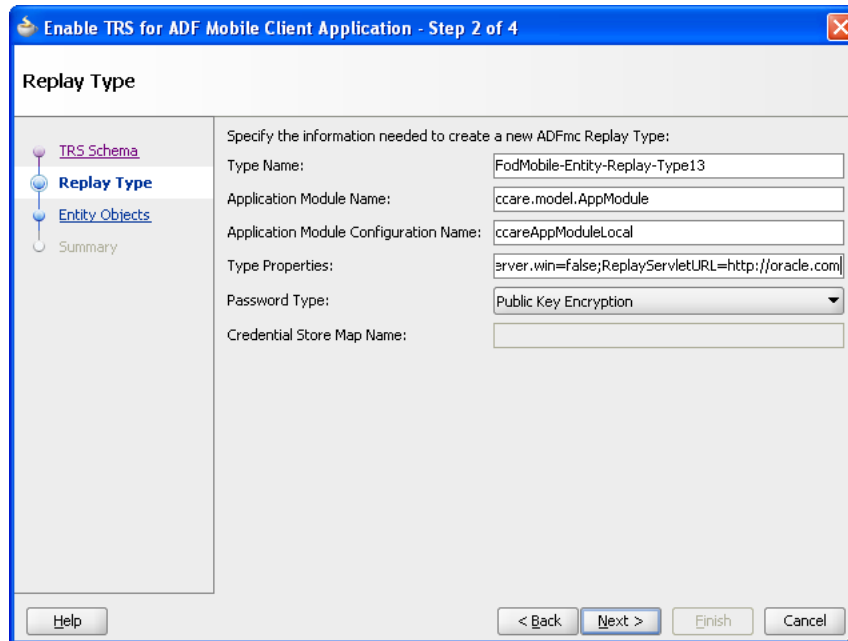 Enable TRS for ADF Mobile Client Application - Step 2 of 4
Replay Type
TRS Schema
Replay Type
Entity Objects
Summary
Specify the information needed to create a new ADFmc Replay Type:
Type Name: FodMobile-Entity-Replay-Type13
Application Module Name: ccare.model.AppModule
Application Module Configuration Name: ccareAppModuleLocal
Type Properties: erver.win=false;ReplayServletURL=http://oracle.com
Password Type: Public Key Encryption
Credential Store Map Name:
Help < Back Next > Finish Cancel